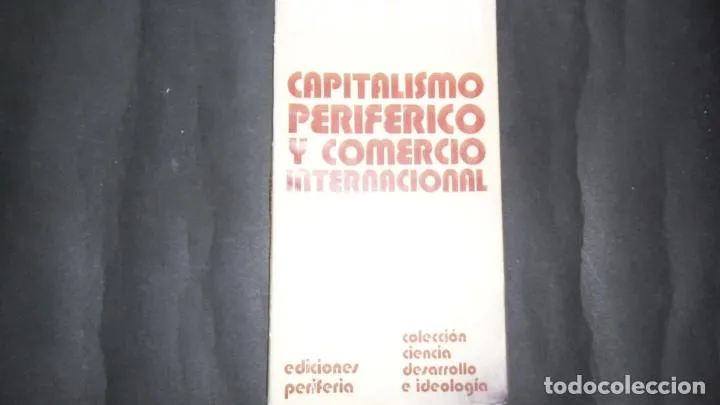 CAPITALISMO
PERIFERICO
Y COMERCIO
INTERNACIONAL
ediciones
periferia
colección
ciencia
desarrollo
e ideología
todocoleccion